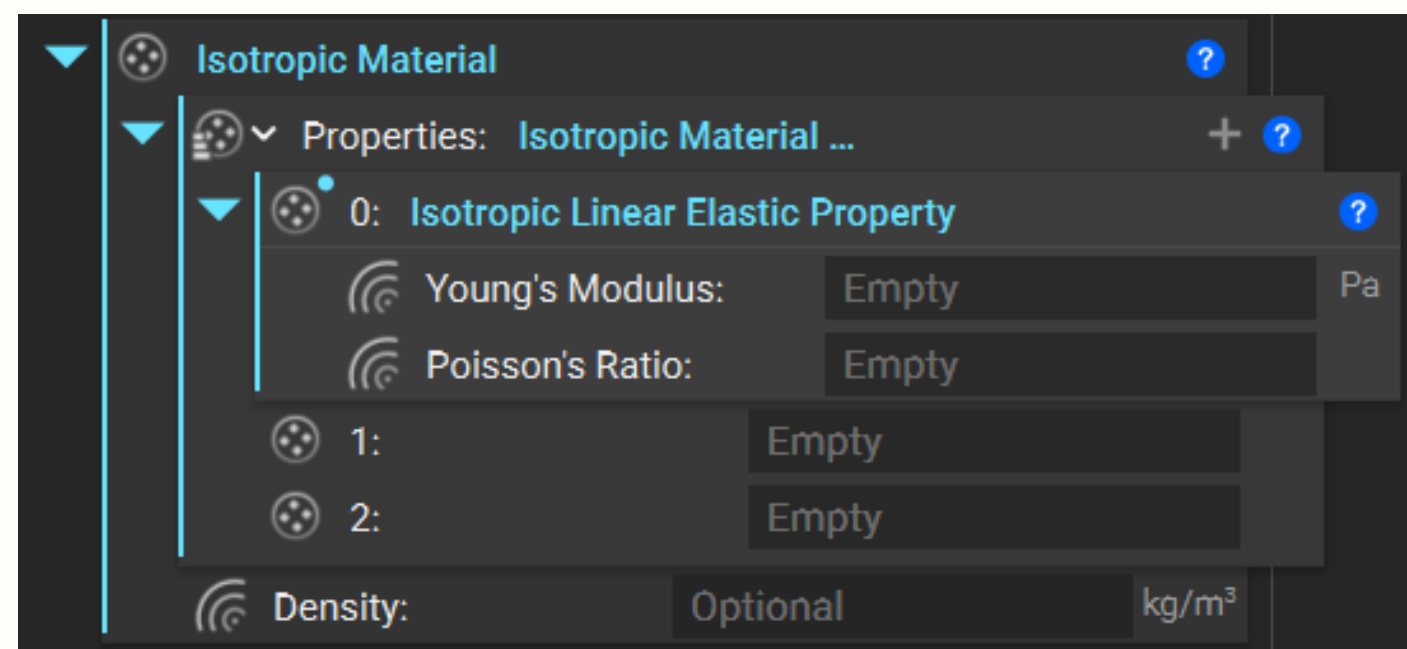 Isotropic Material ?
Properties: Isotropic Material ... + ?
0: Isotropic Linear Elastic Property ?
Young's Modulus: Empty Pa
Poisson's Ratio: Empty
1: Empty
2: Empty
Density: Optional kg/m³